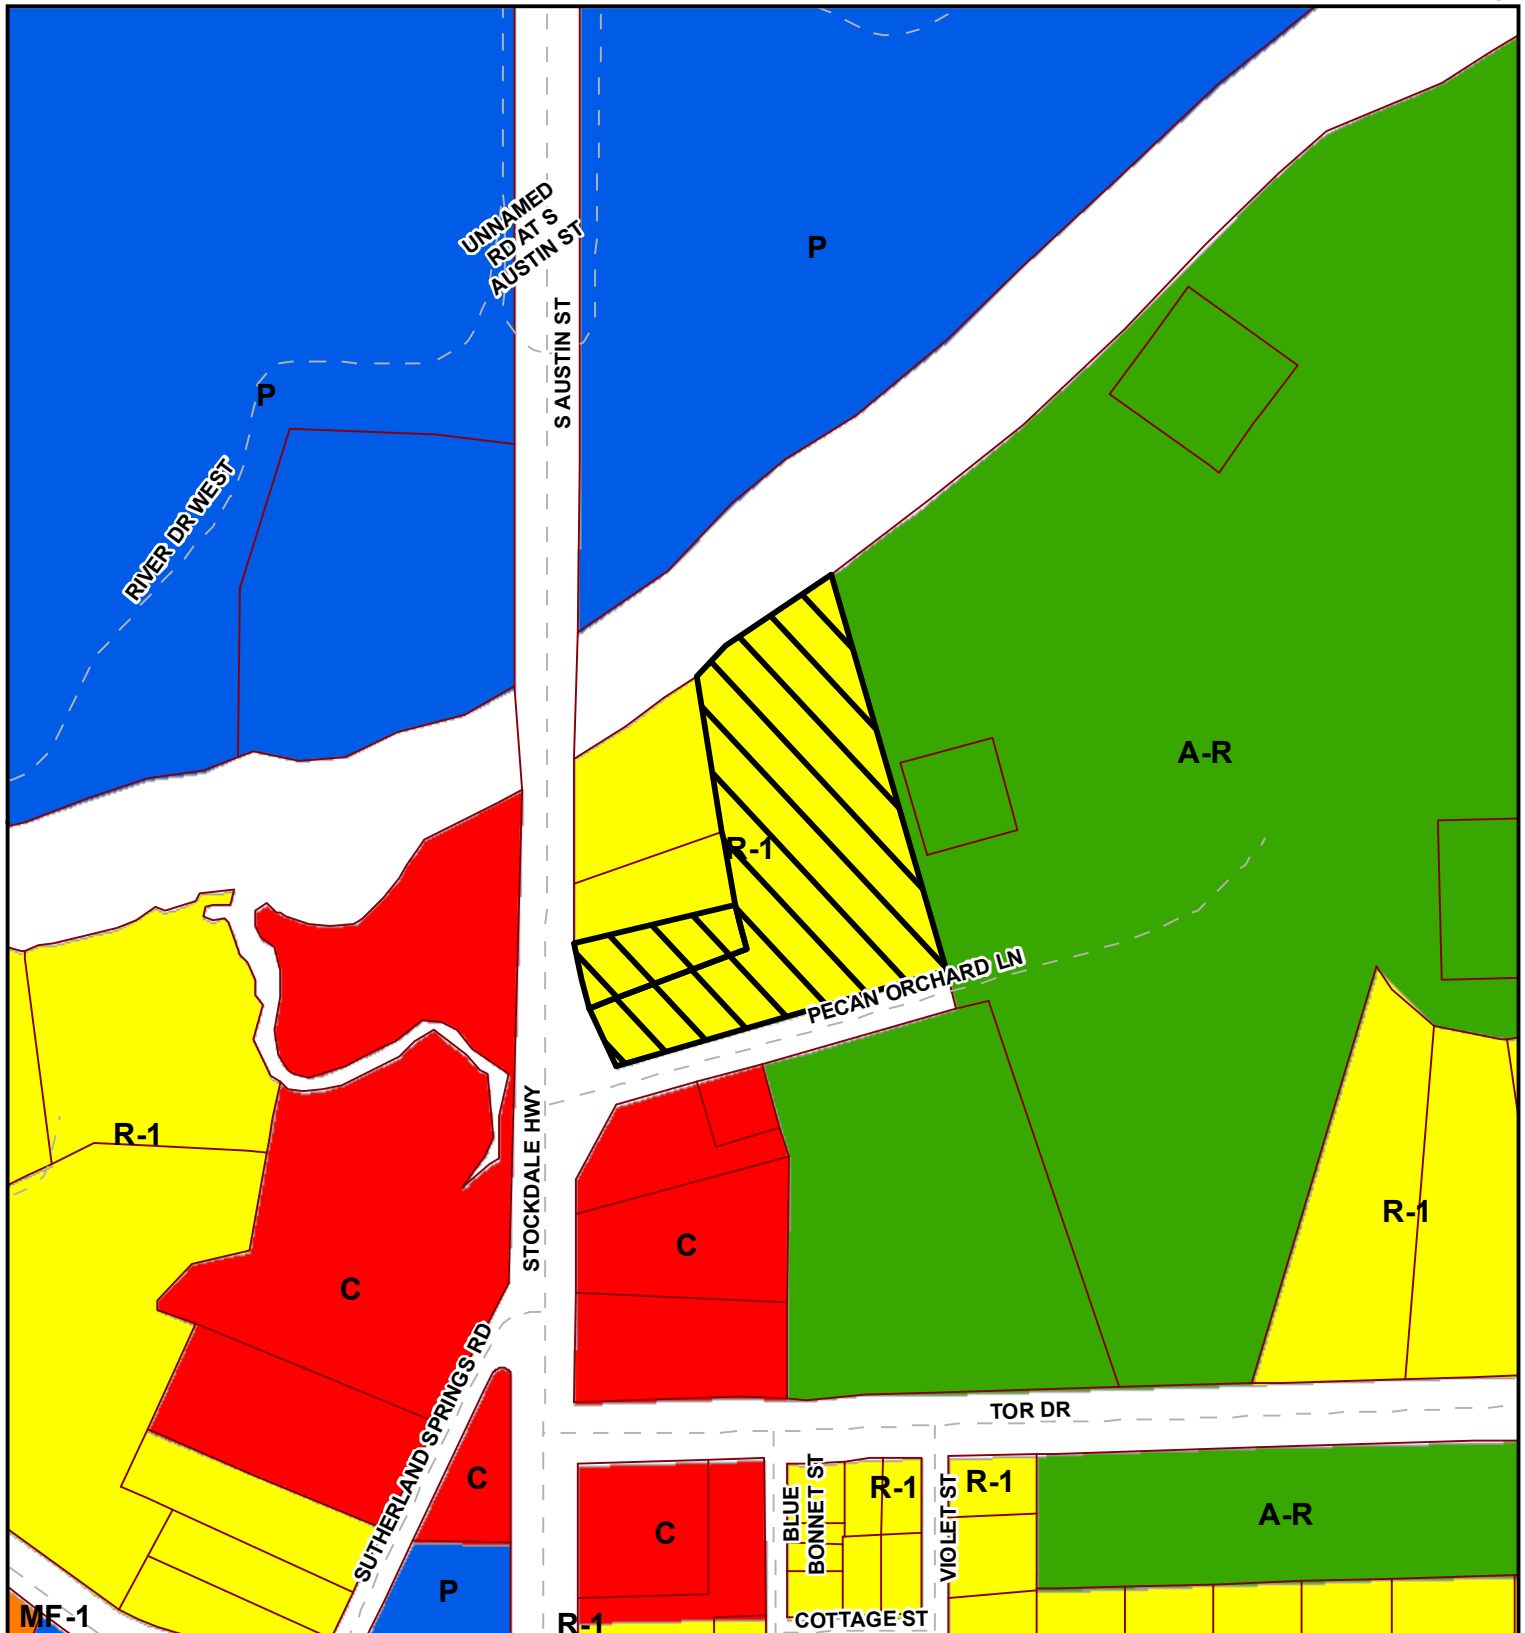 UNNAMED
RD AT S
AUSTIN ST
P
S AUSTIN ST
P
RIVER DR WEST
A-R
R-1
PECAN ORCHARD LN
R-1
STOCKDALE HWY
R-1
C
C
SUTHERLAND SPRINGS RD
TOR DR
C
BLUE
BONNET ST
R-1
VIOLET ST
R-1
A-R
C
P
MF-1
R-1
COTTAGE ST